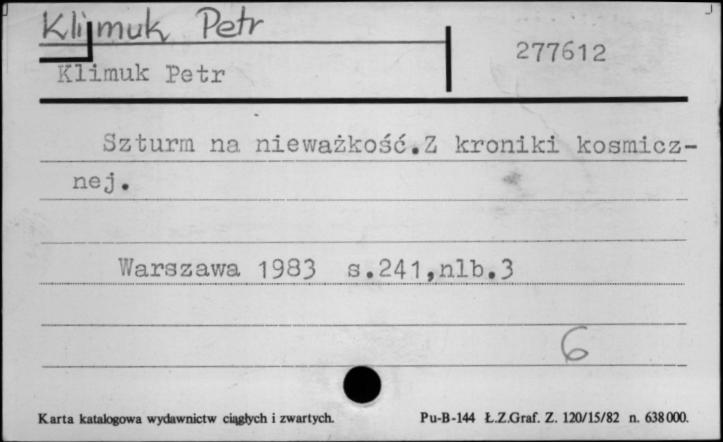 Klimuk Petr
277612
Klimuk Petr
Szturm na nieważkość.Z kroniki kosmicz-
nej.
Warszawa 1983 s.241,nlb.3
6
Karta katalogowa wydawnictw ciągłych i zwartych.
Pu-B-144 Ł.Z.Graf. Z. 120/15/82 n. 638000.